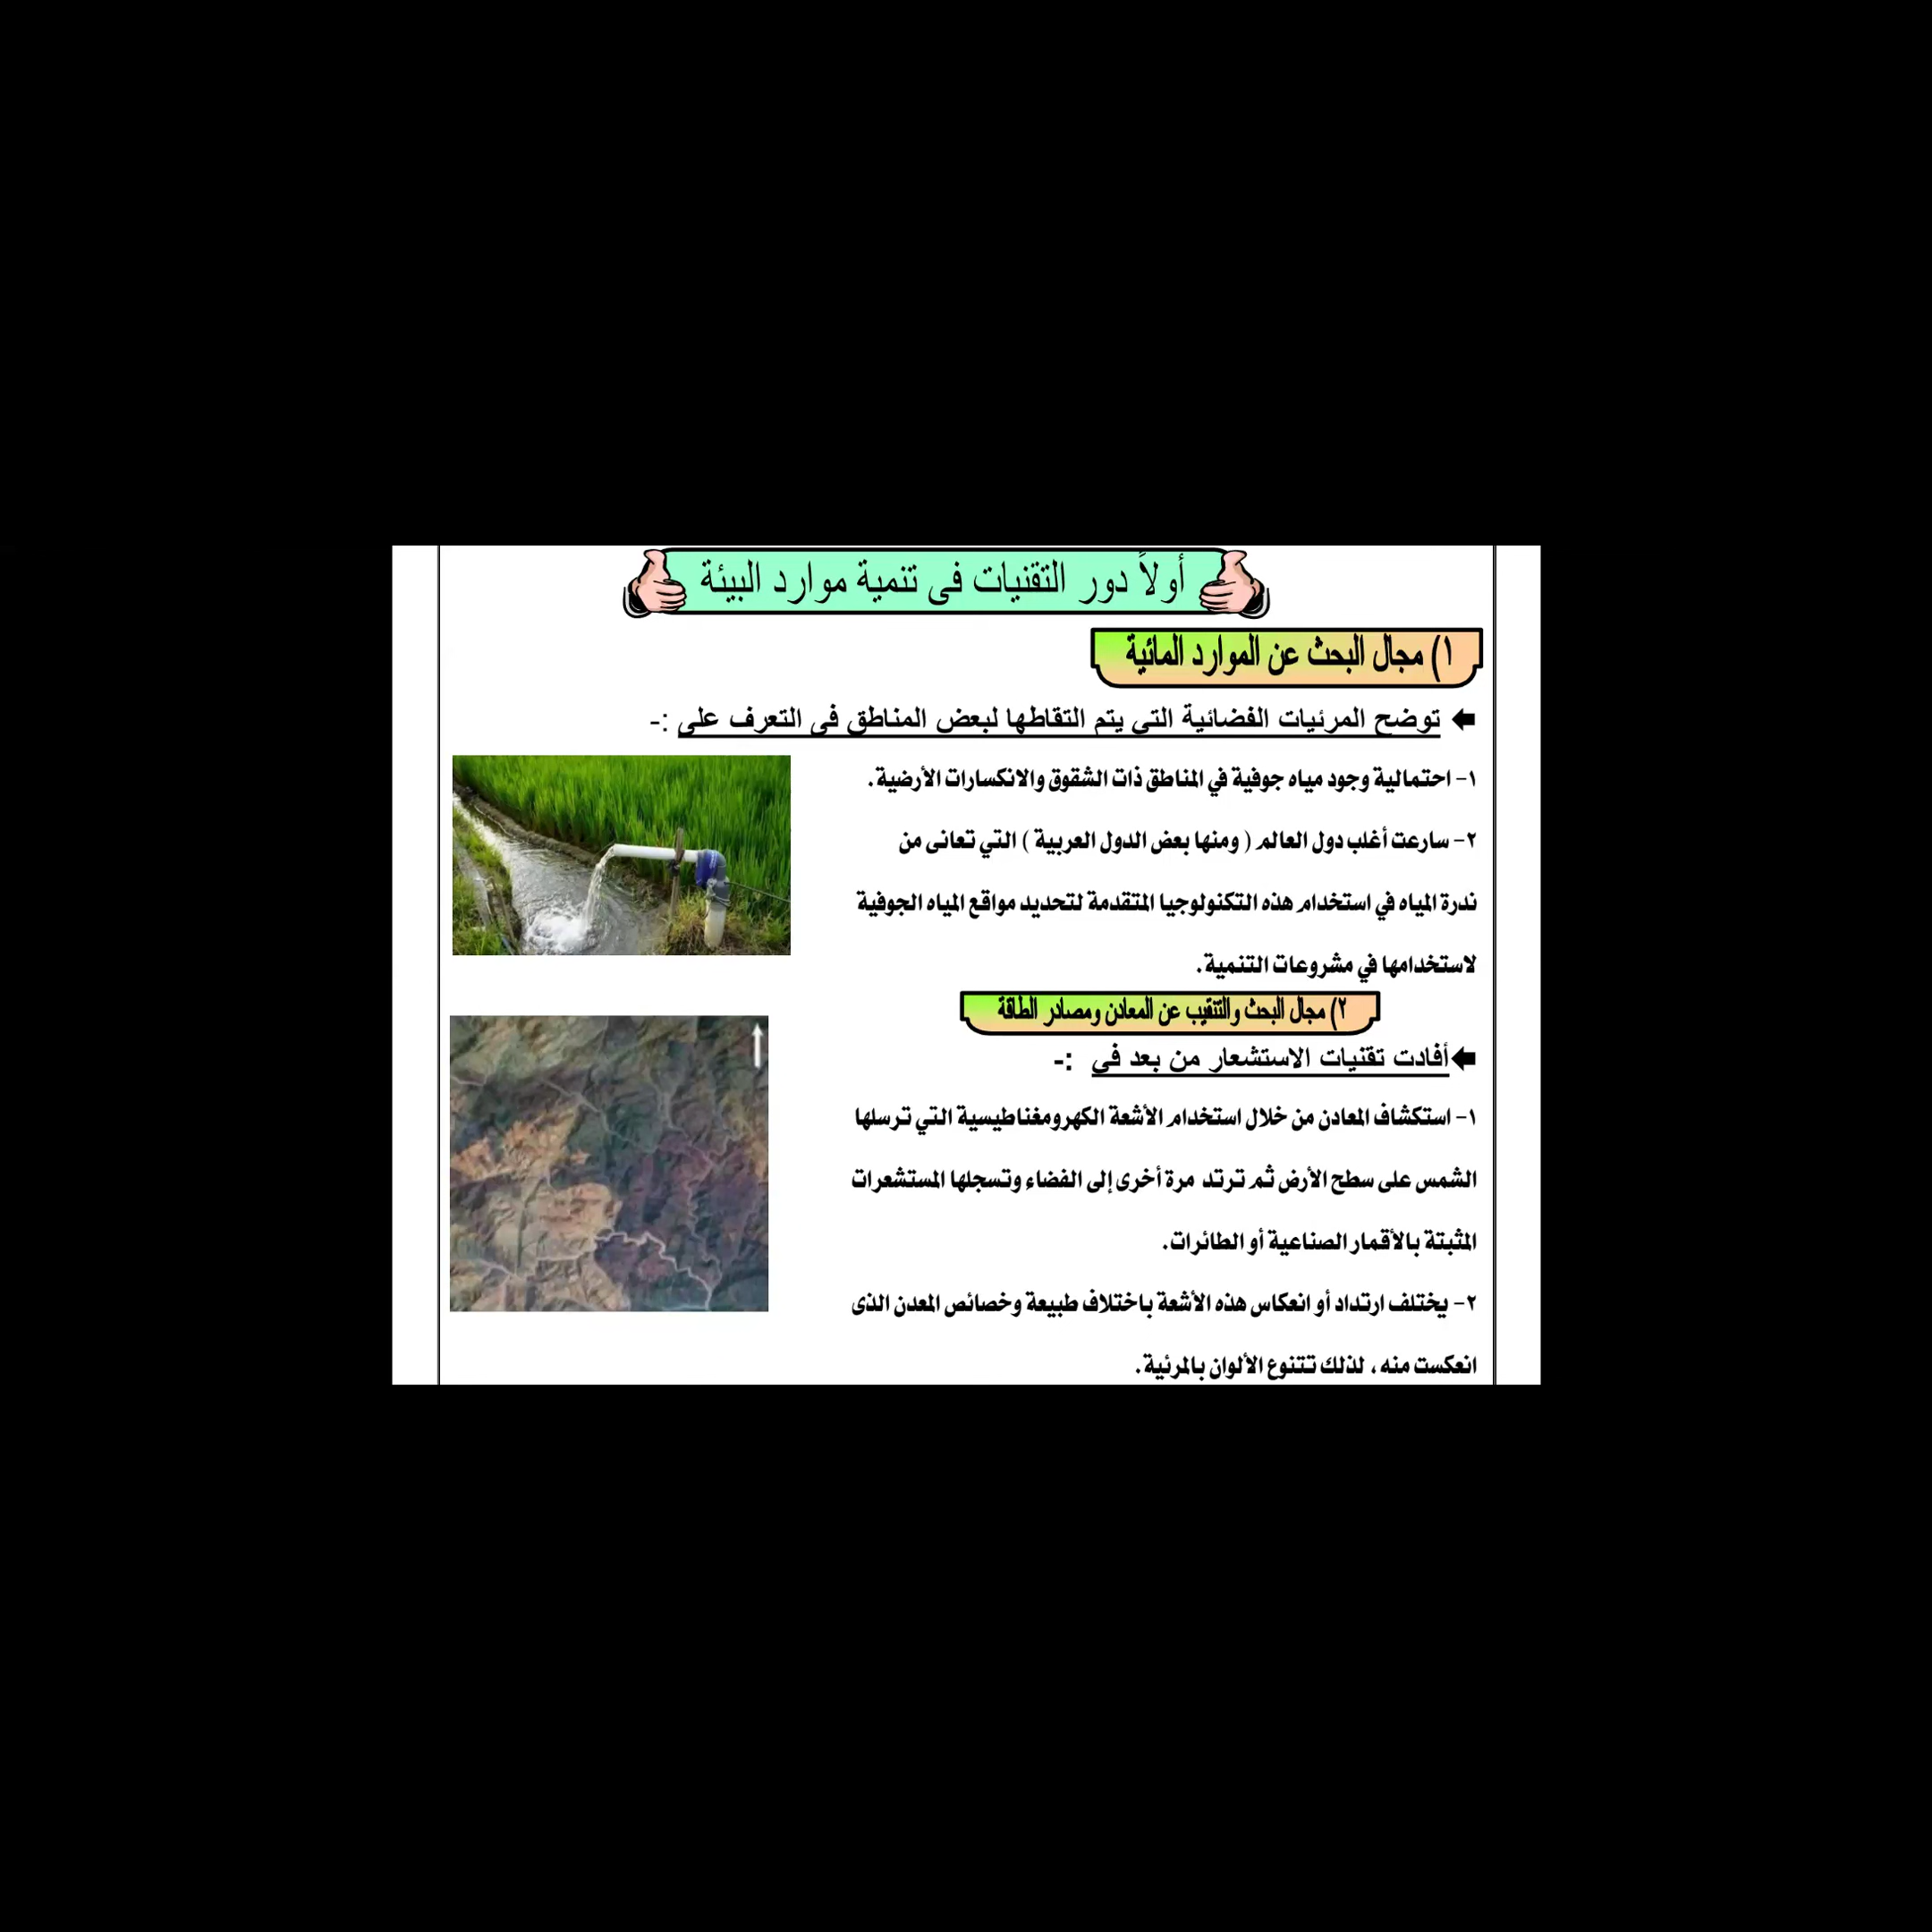 أولاً دور التقنيات فى تنمية موارد البيئة
١) مجال البحث عن الموارد المائية
توضح المرئيات الفضائية التي يتم التقاطها لبعض المناطق في التعرف على :-
١- احتمالية وجود مياه جوفية في المناطق ذات الشقوق والانكسارات الأرضية.
٢- سارعت أغلب دول العالم ( ومنها بعض الدول العربية ) التي تعانى من
ندرة المياه في استخدام هذه التكنولوجيا المتقدمة لتحديد مواقع المياه الجوفية
لاستخدامها في مشروعات التنمية.
٢) مجال البحث والتنقيب عن المعادن ومصادر الطاقة
أفادت تقنيات الاستشعار من بعد في :-
١- استكشاف المعادن من خلال استخدام الأشعة الكهرومغناطيسية التي ترسلها
الشمس على سطح الأرض ثم ترتد مرة أخرى إلى الفضاء وتسجلها المستشعرات
المثبتة بالأقمار الصناعية أو الطائرات.
٢- يختلف ارتداد أو انعكاس هذه الأشعة باختلاف طبيعة وخصائص المعدن الذى
انعكست منه ، لذلك تتنوع الألوان بالمرئية.